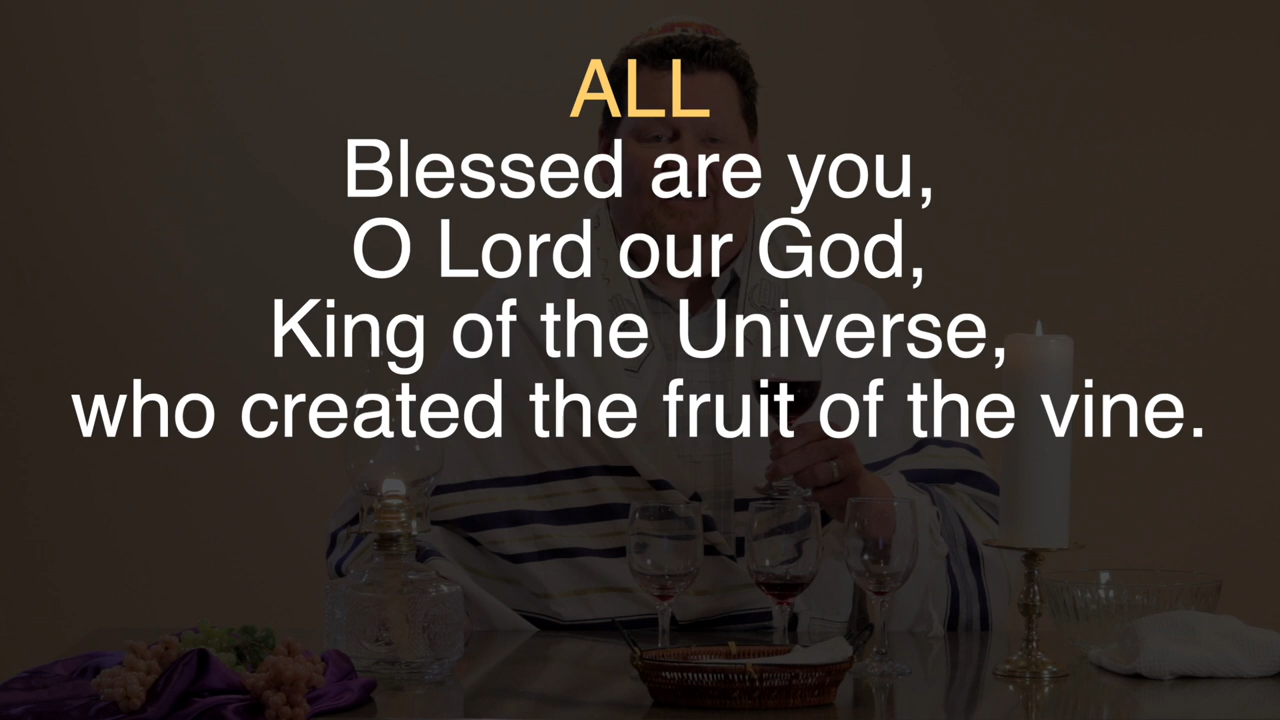 ALL
Blessed are you,
O Lord our God,
King of the Universe,
who created the fruit of the vine.